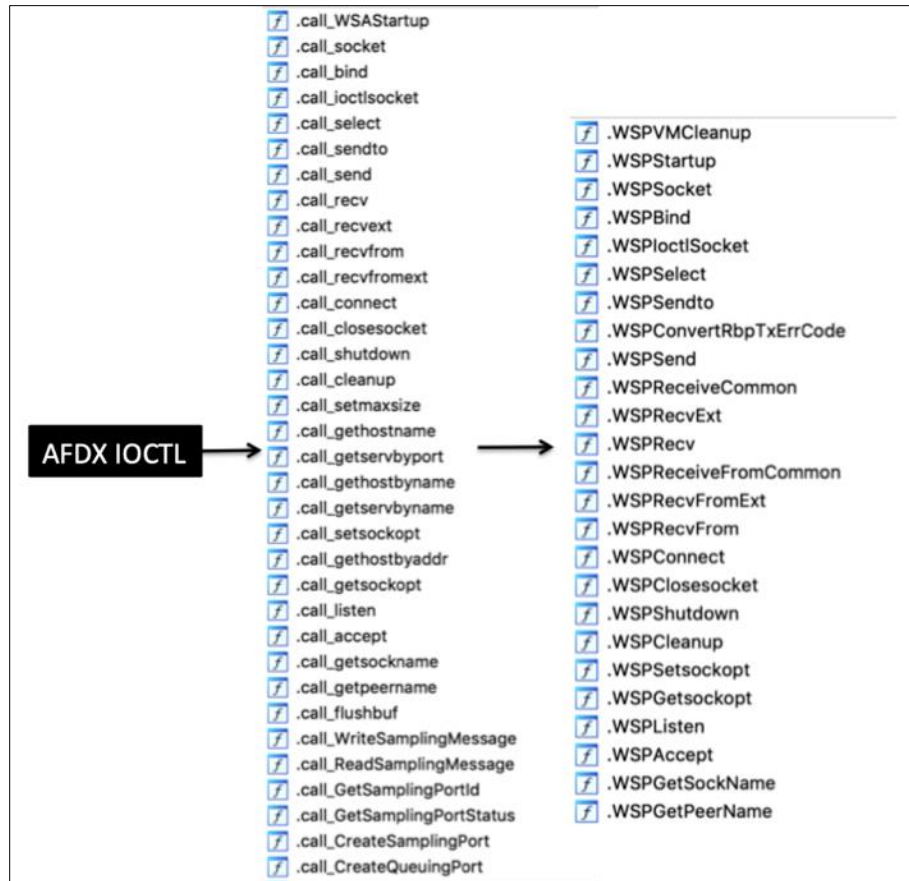 AFDX IOCTL
.call_WSAStartup
.call_socket
.call_bind
.call_ioctlsocket
.call_select
.call_sendto
.call_send
.call_recv
.call_recvext
.call_recvfrom
.call_recvfromext
.call_connect
.call_closesocket
.call_shutdown
.call_cleanup
.call_setmaxsize
.call_gethostname
.call_getservbyport
.call_gethostbyname
.call_getservbyname
.call_setsockopt
.call_gethostbyaddr
.call_getsockopt
.call_listen
.call_accept
.call_getsockname
.call_getpeername
.call_flushbuf
.call_WriteSamplingMessage
.call_ReadSamplingMessage
.call_GetSamplingPortId
.call_GetSamplingPortStatus
.call_CreateSamplingPort
.call_CreateQueuingPort
.WSPVMCleanup
.WSPStartup
.WSPSocket
.WSPBind
.WSPIoctlSocket
.WSPSelect
.WSPSendto
.WSPConvertRbpTxErrCode
.WSPSend
.WSPReceiveCommon
.WSPRecvExt
.WSPRecv
.WSPReceiveFromCommon
.WSPRecvFromExt
.WSPRecvFrom
.WSPConnect
.WSPClosesocket
.WSPShutdown
.WSPCleanup
.WSPSetsockopt
.WSPGetsockopt
.WSPListen
.WSPAccept
.WSPGetSockName
.WSPGetPeerName